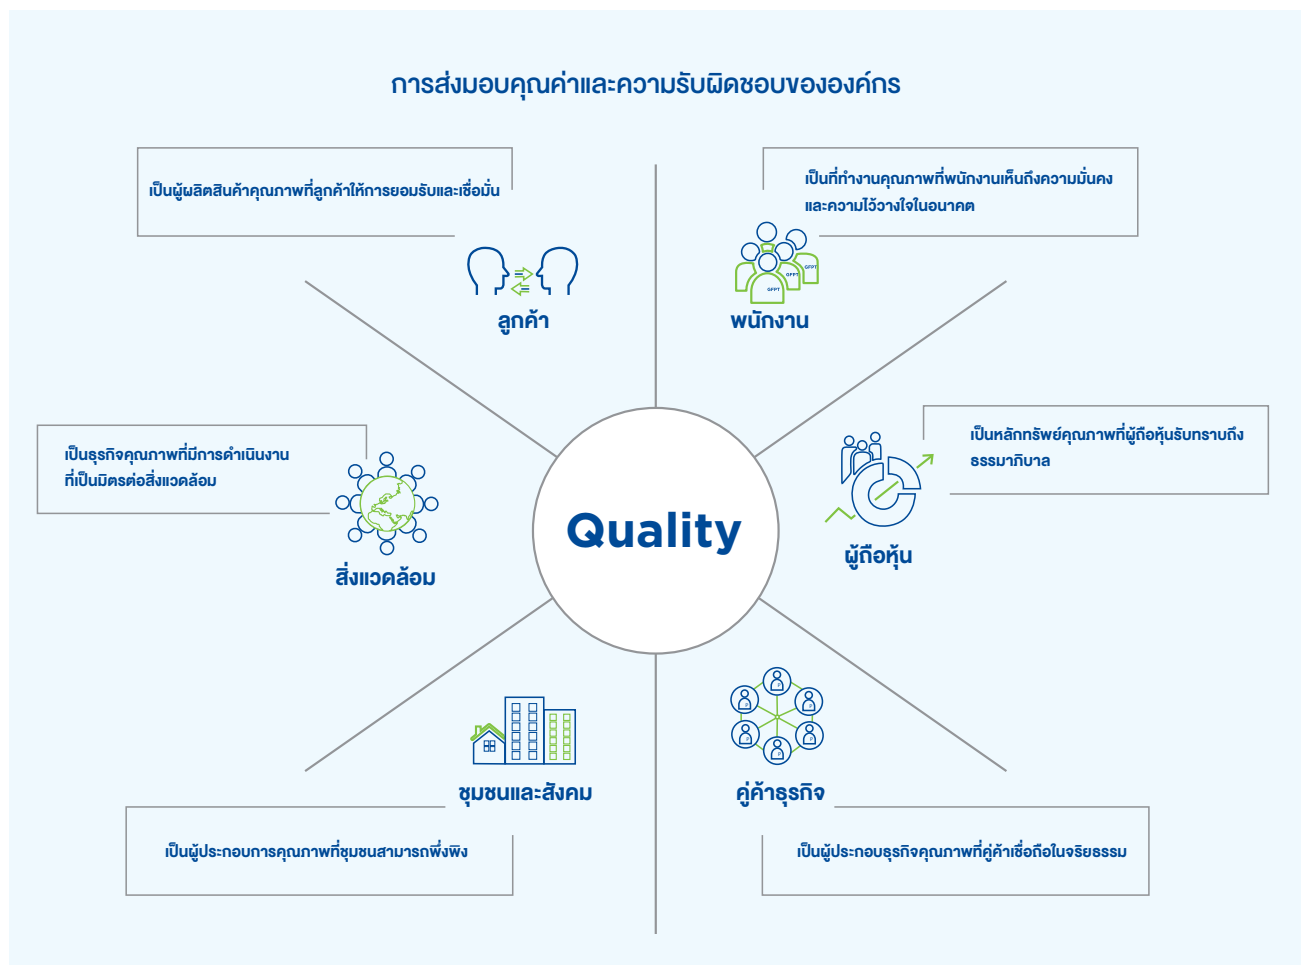 การส่งมอบคุณค่าและความรับผิดชอบขององค์กร
เป็นผู้ผลิตสินค้าคุณภาพที่ลูกค้าให้การยอมรับและเชื่อมั่น
ลูกค้า
เป็นที่ทำงานคุณภาพที่พนักงานเห็นถึงความมั่นคง
และความไว้วางใจในอนาคต
GFPT
GFPT
GFPT
พนักงาน
เป็นธุรกิจคุณภาพที่มีการดำเนินงาน
ที่เป็นมิตรต่อสิ่งแวดล้อม
สิ่งแวดล้อม
Quality
เป็นหลักทรัพย์คุณภาพที่ผู้ถือหุ้นรับทราบถึง
ธรรมาภิบาล
ผู้ถือหุ้น
ชุมชนและสังคม
เป็นผู้ประกอบการคุณภาพที่ชุมชนสามารถพึ่งพิง
คู่ค้าธุรกิจ
เป็นผู้ประกอบธุรกิจคุณภาพที่คู่ค้าเชื่อถือในจริยธรรม